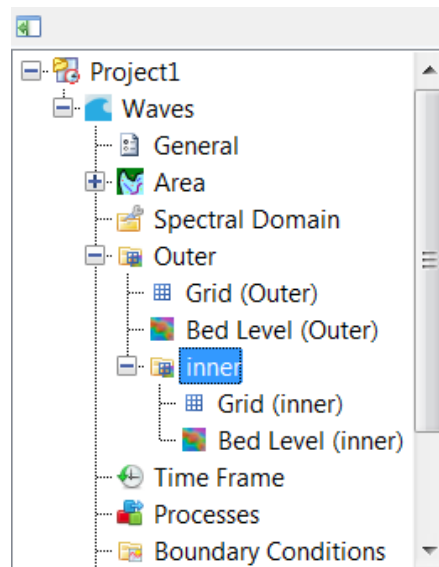 Project1
Waves
General
Area
Spectral Domain
Outer
Grid (Outer)
Bed Level (Outer)
inner
Grid (inner)
Bed Level (inner)
Time Frame
Processes
Boundary Conditions